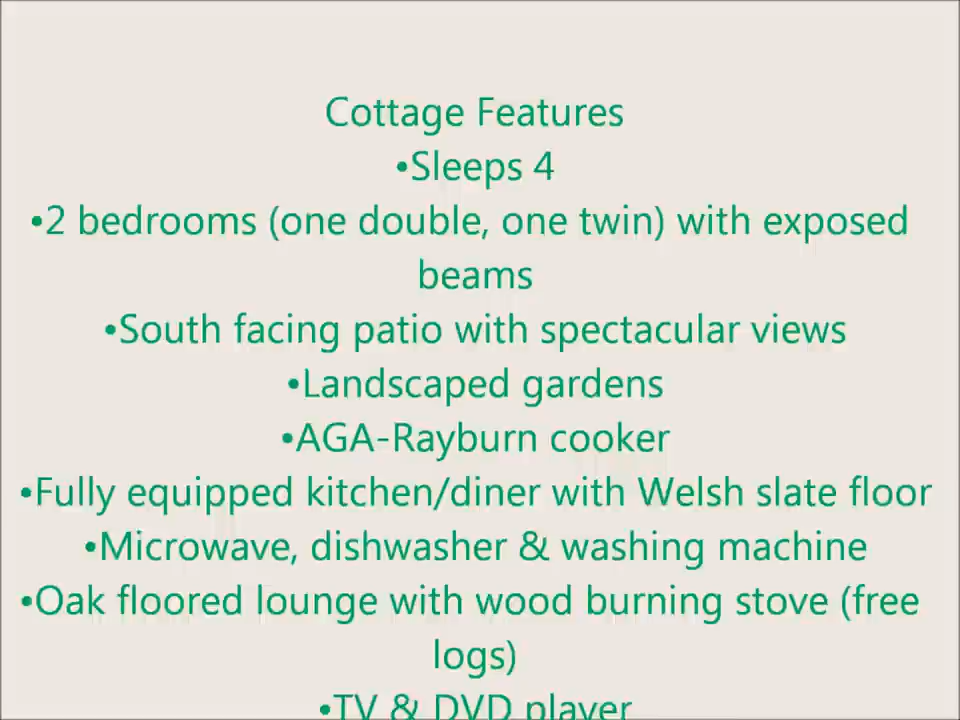 Cottage Features
•Sleeps 4
•2 bedrooms (one double, one twin) with exposed
beams
•South facing patio with spectacular views
•Landscaped gardens
•AGA-Rayburn cooker
•Fully equipped kitchen/diner with Welsh slate floor
•Microwave, dishwasher & washing machine
•Oak floored lounge with wood burning stove (free
logs)
•TV & DVD player